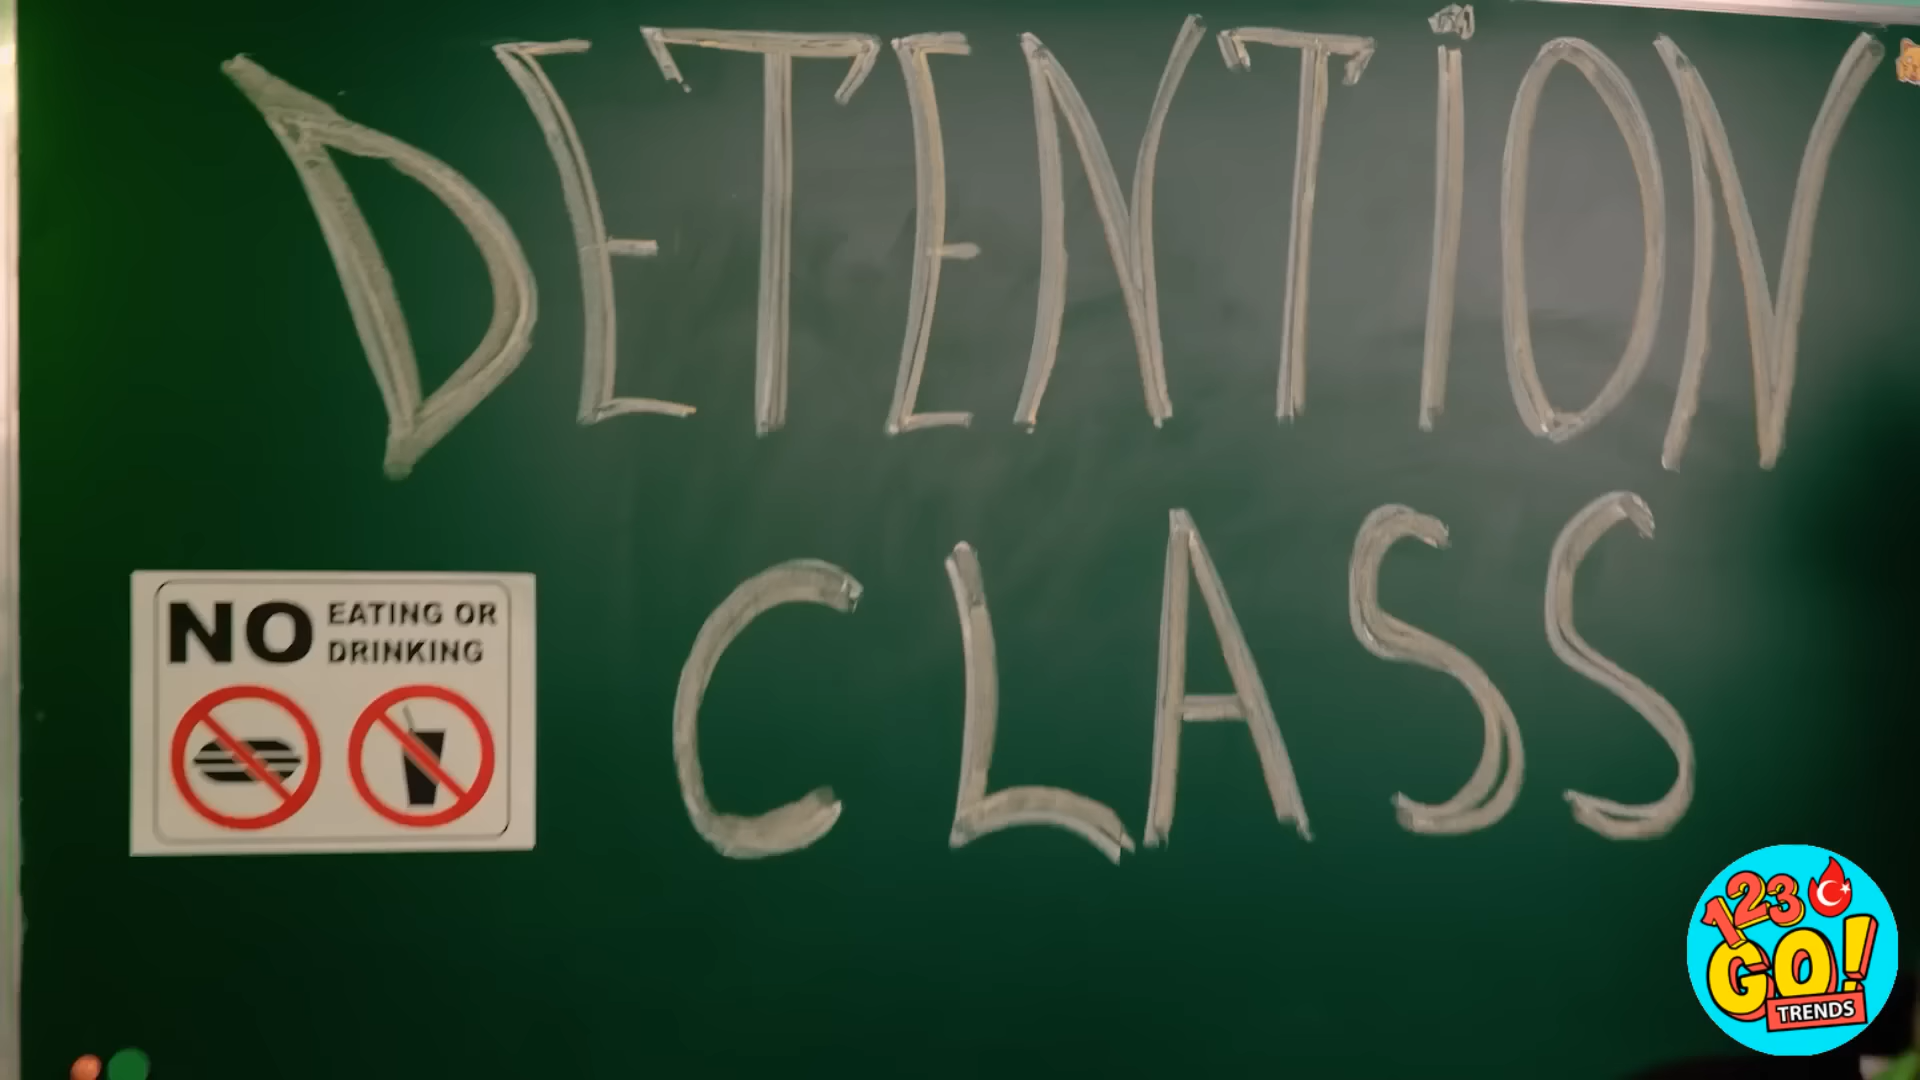 DETENTiON
CLASS
NO EATING OR
DRINKING
123
GO!
TRENDS